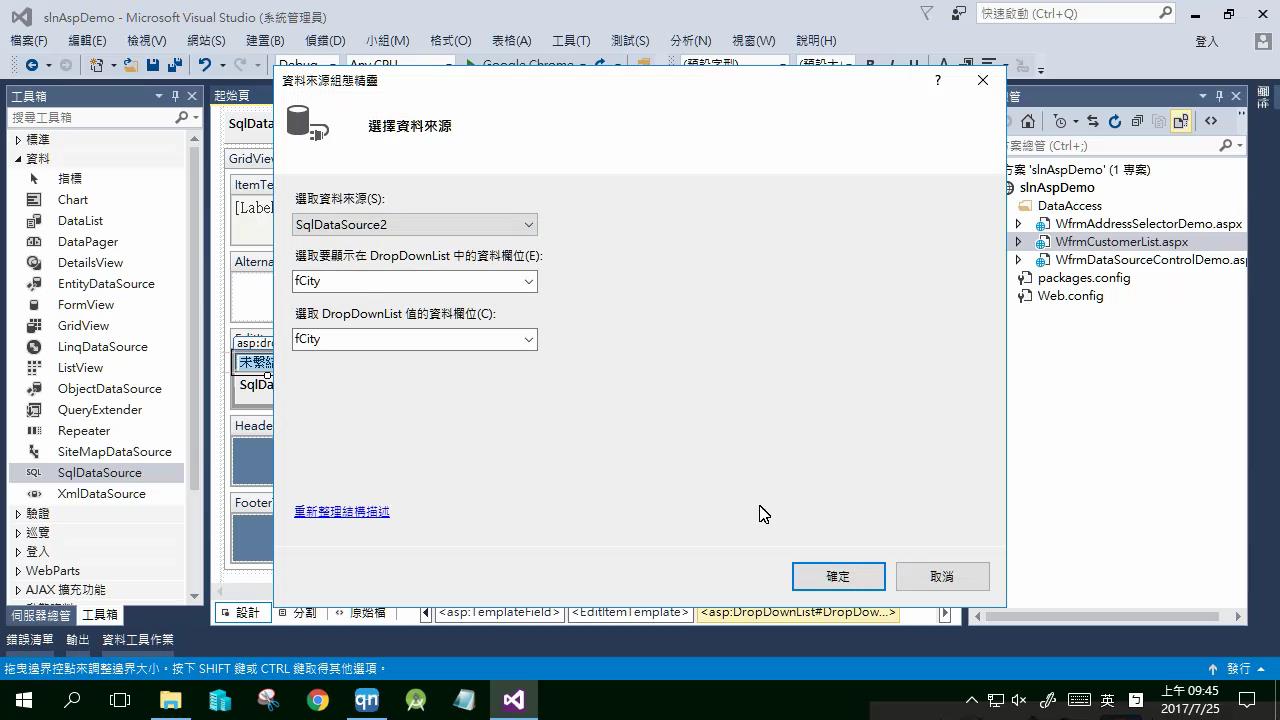 slnAspDemo - Microsoft Visual Studio (系統管理員)
快速啟動 (Ctrl+Q)
檔案(F) 編輯(E) 檢視(V) 網站(S) 建置(B) 偵錯(D) 小組(M) 格式(O) 表格(A) 工具(T) 測試(S) 分析(N) 視窗(W) 說明(H)
登入
Debug Any CPU Google Chrome
工具箱
搜尋工具箱
標準
資料
指標
Chart
DataList
DataPager
DetailsView
EntityDataSource
FormView
GridView
LinqDataSource
ListView
ObjectDataSource
QueryExtender
Repeater
SiteMapDataSource
SqlDataSource
XmlDataSource
驗證
巡覽
登入
WebParts
AJAX 擴充功能
伺服器總管 工具箱
起始頁
SqlData
GridView
ItemTe
[Label
Alterna
asp:dro
未繫結
SqlDa
Heade
Footer
資料來源組態精靈
?
選擇資料來源
選取資料來源(S):
SqlDataSource2
選取要顯示在 DropDownList 中的資料欄位(E):
fCity
選取 DropDownList 值的資料欄位(C):
fCity
重新整理結構描述
確定 取消
設計 分割 原始檔 <asp:TemplateField> <EditItemTemplate> <asp:DropDownList#DropDow...>
方案總管 (Ctrl+;)
方案 'slnAspDemo' (1 專案)
slnAspDemo
DataAccess
WfrmAddressSelectorDemo.aspx
WfrmCustomerList.aspx
WfrmDataSourceControlDemo.asp
packages.config
Web.config
錯誤清單 輸出 資料工具作業
拖曳邊界控點來調整邊界大小。按下 SHIFT 鍵或 CTRL 鍵取得其他選項。
發行
qn
英
上午 09:45
2017/7/25